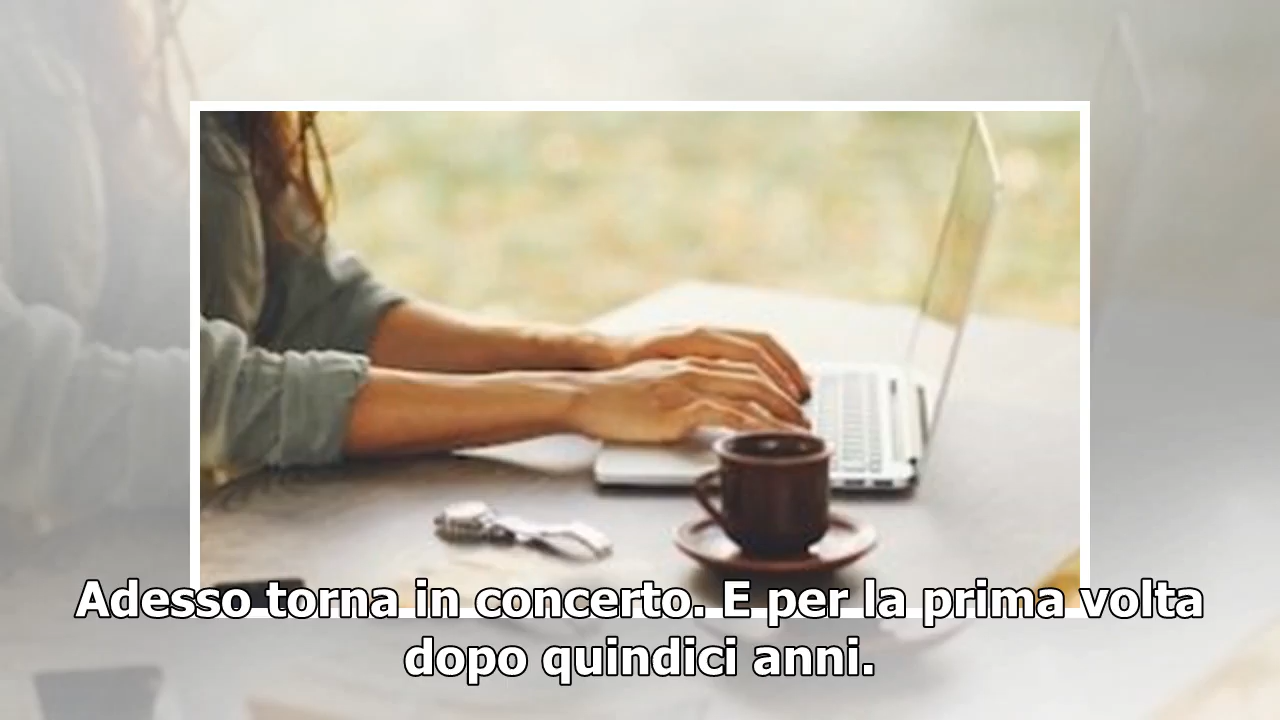 Adesso torna in concerto. E per la prima volta
dopo quindici anni.